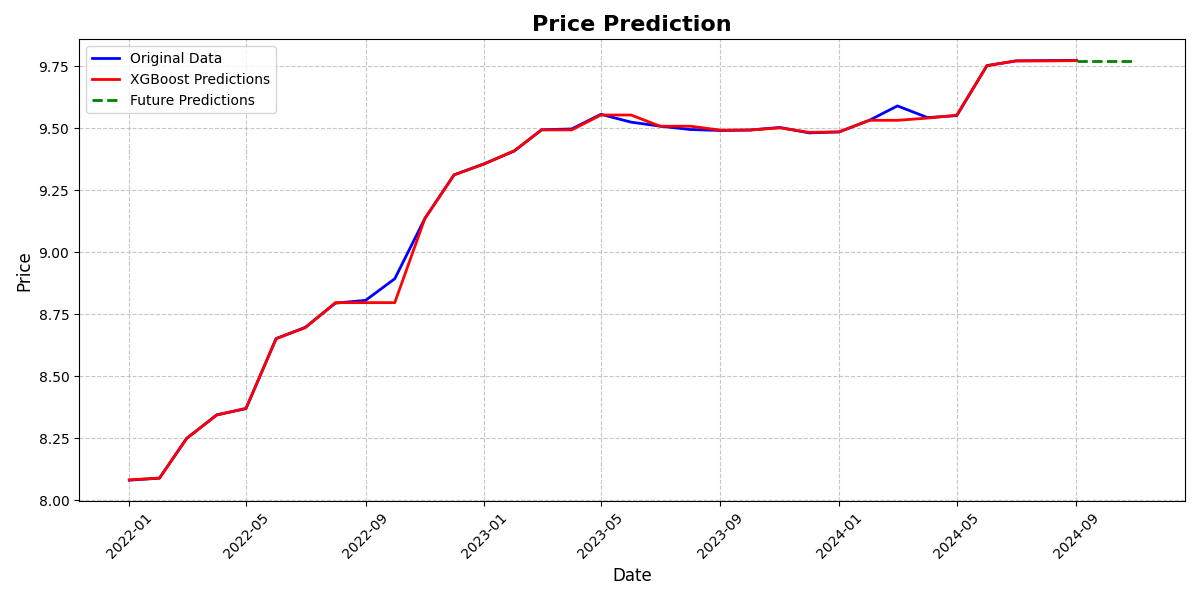 Price Prediction
Original Data
XGBoost Predictions
Future Predictions
Price
9.75
9.50
9.25
9.00
8.75
8.50
8.25
8.00
2022-01
2022-05
2022-09
2023-01
2023-05
2023-09
2024-01
2024-05
2024-09
Date